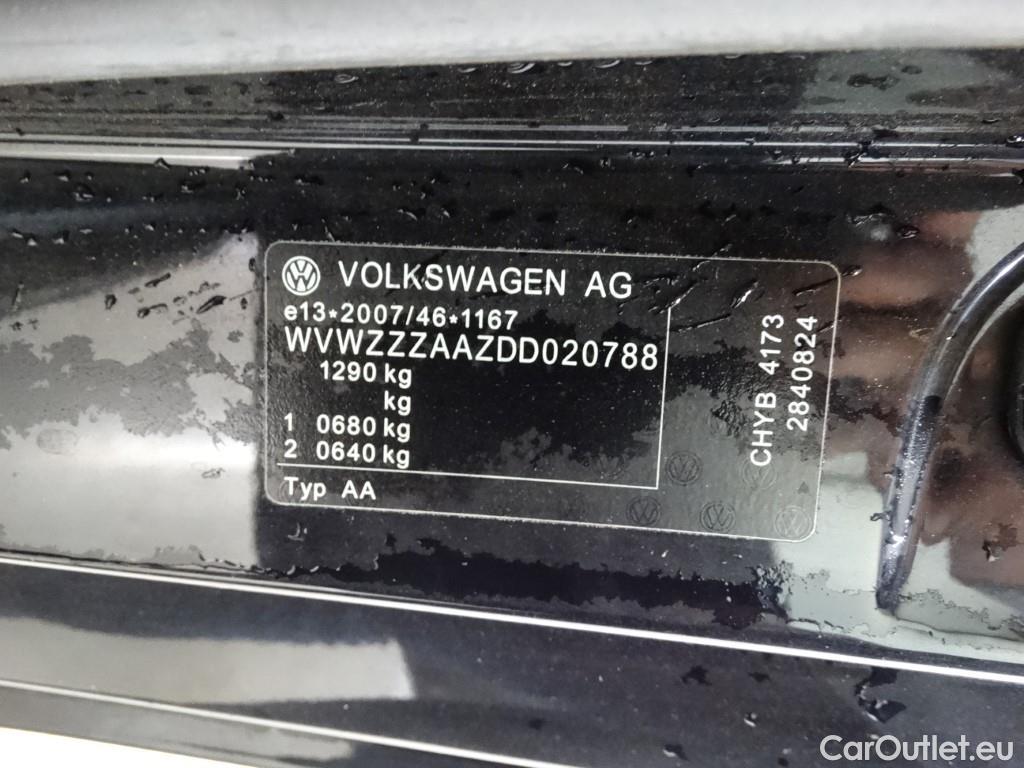 VOLKSWAGEN AG
e13*2007/46*1167
WVWZZZAAZDD020788
1290 kg
kg
1 0680 kg
2 0640 kg
Typ AA
CHYB 4173
2840824
CarOutlet.eu